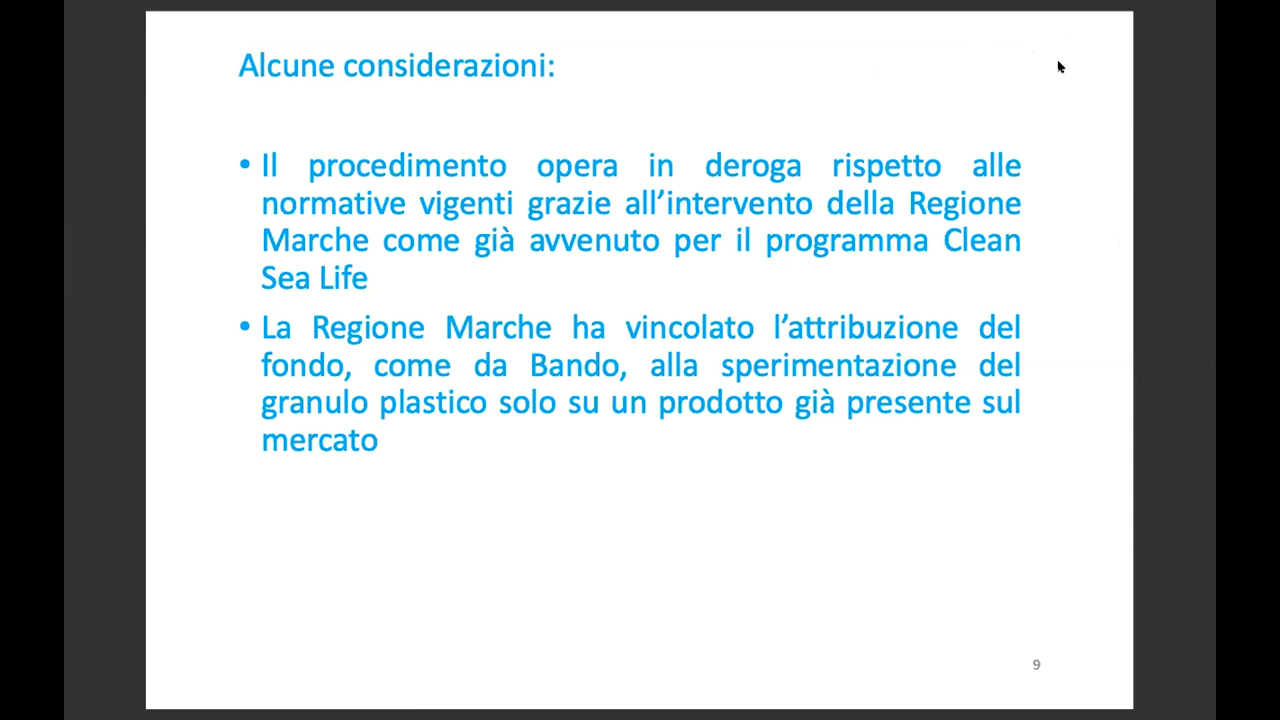 Alcune considerazioni:
• Il procedimento opera in deroga rispetto alle
normative vigenti grazie all’intervento della Regione
Marche come già avvenuto per il programma Clean
Sea Life
• La Regione Marche ha vincolato l’attribuzione del
fondo, come da Bando, alla sperimentazione del
granulo plastico solo su un prodotto già presente sul
mercato
9